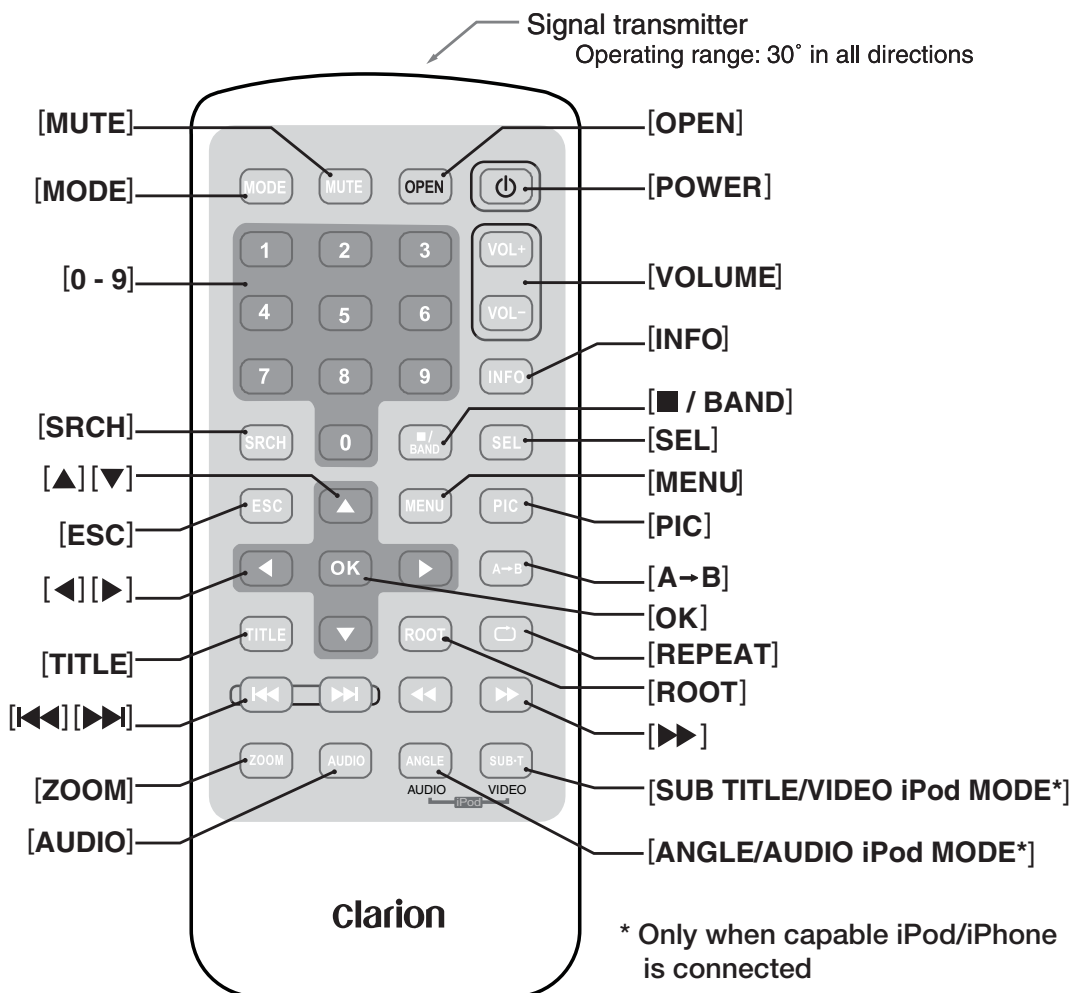 Signal transmitter
Operating range: 30˚ in all directions
[MUTE]
[MODE]
[0 - 9]
[SRCH]
[▲][▼]
[ESC]
[◀][▶]
[TITLE]
[I◀◀][▶▶I]
[ZOOM]
[AUDIO]
MODE MUTE OPEN
1 2 3 VOL+
4 5 6 VOL−
7 8 9 INFO
SRCH 0 ■/ BAND SEL
ESC ▲ MENU PIC
◀ OK ▶ A→B
TITLE ▼ ROOT
I◀◀ ▶▶I ◀◀ ▶▶
ZOOM AUDIO ANGLE SUB-T
AUDIO VIDEO
iPod
clarion
[OPEN]
[POWER]
[VOLUME]
[INFO]
[■ / BAND]
[SEL]
[MENU]
[PIC]
[A→B]
[OK]
[REPEAT]
[ROOT]
[▶▶]
[SUB TITLE/VIDEO iPod MODE*]
[ANGLE/AUDIO iPod MODE*]
* Only when capable iPod/iPhone
is connected